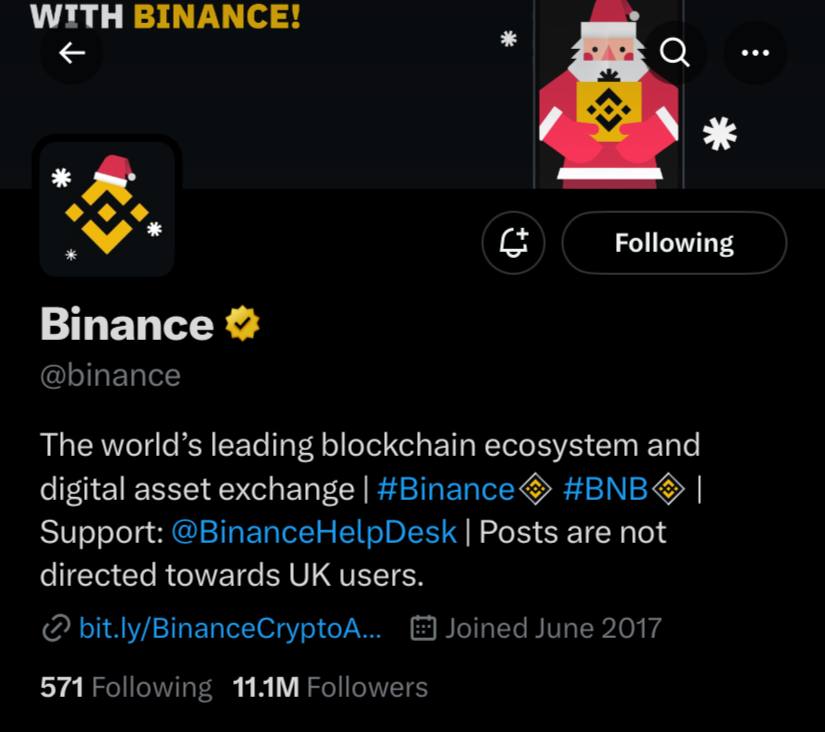 WITH BINANCE!
Following
Binance
@binance
The world’s leading blockchain ecosystem and
digital asset exchange | #Binance #BNB |
Support: @BinanceHelpDesk | Posts are not
directed towards UK users.
bit.ly/BinanceCryptoA... Joined June 2017
571 Following 11.1M Followers